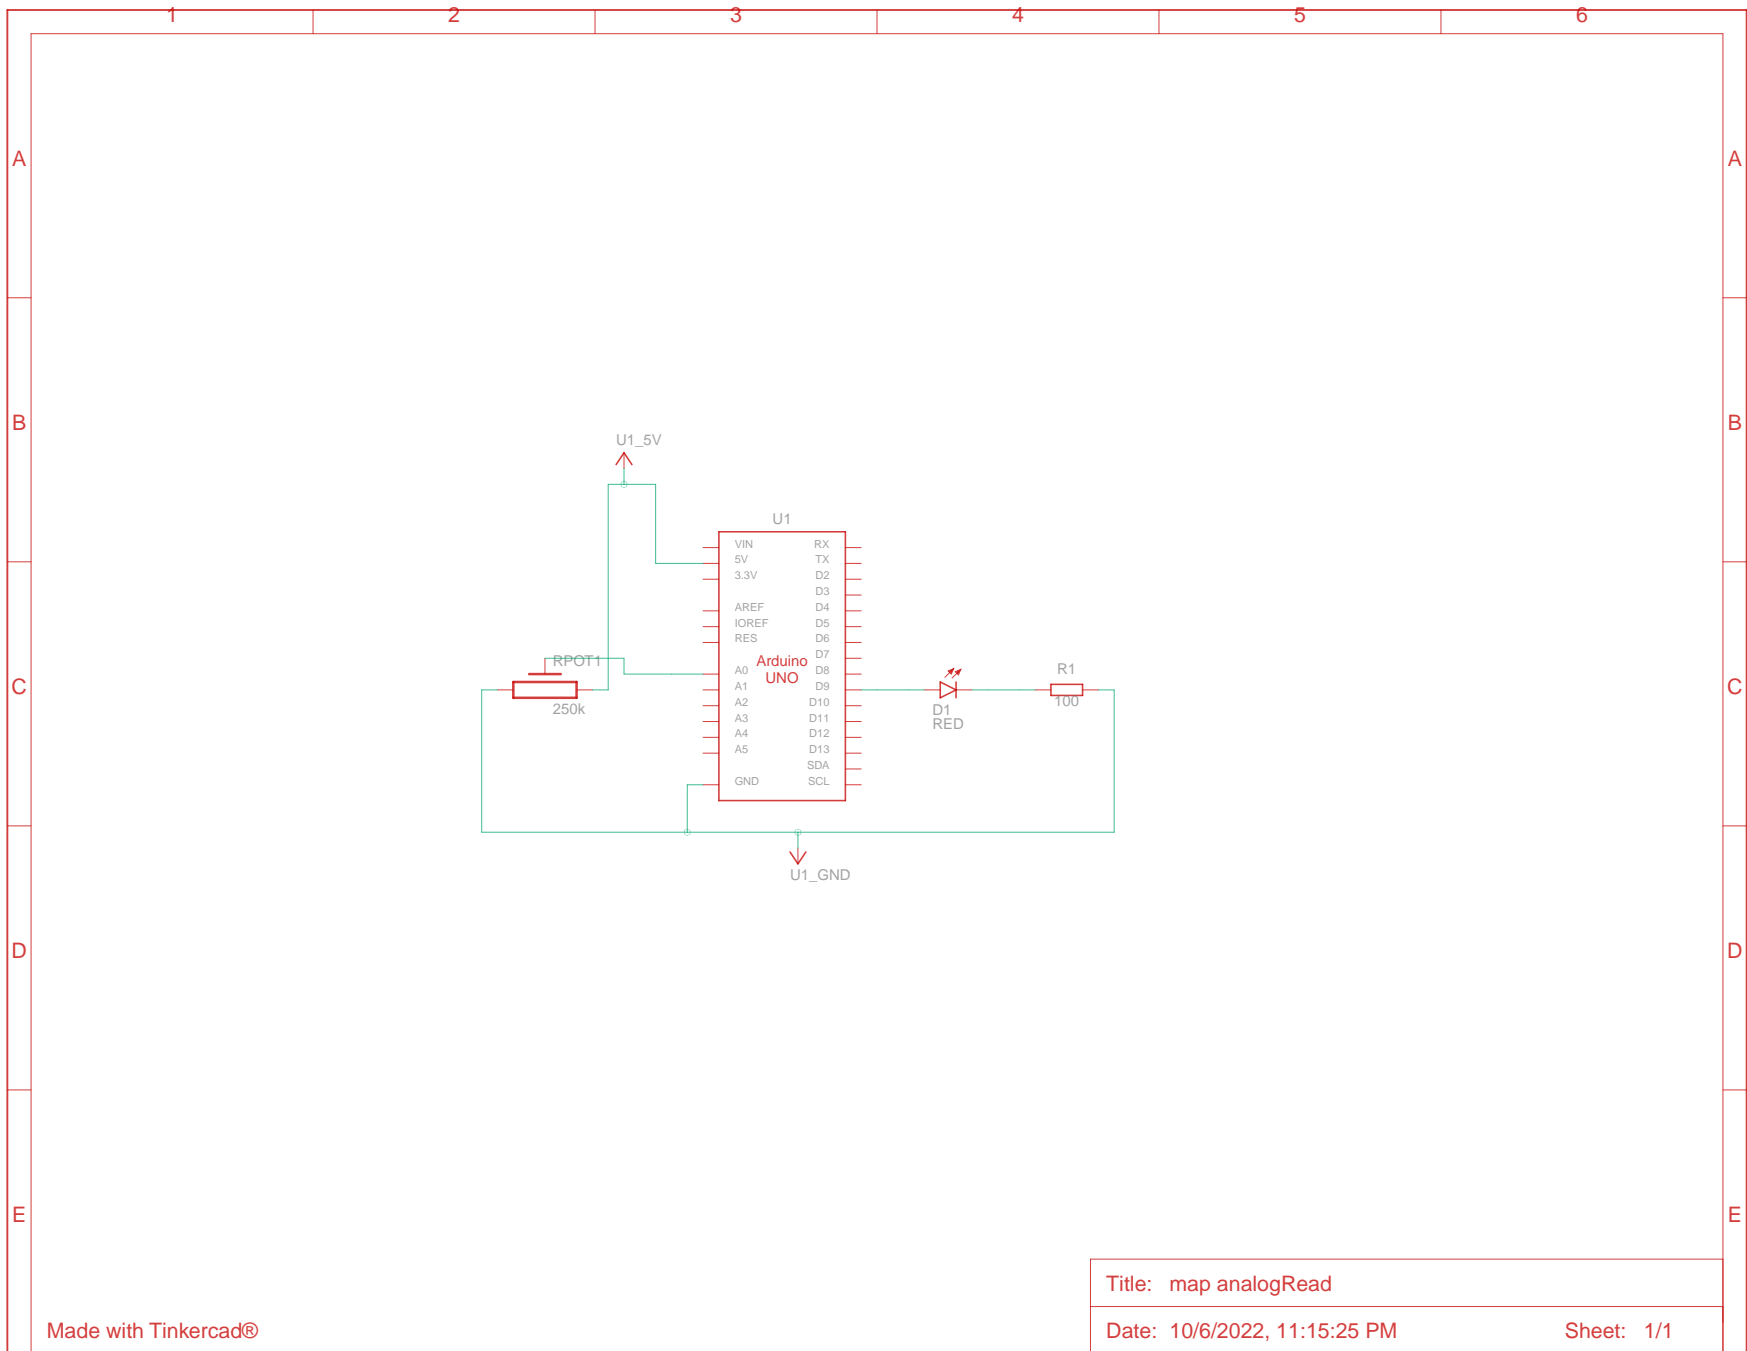 1 2 3 4 5 6
A A
B B
U1_5V
U1
VIN RX
5V TX
3.3V D2
D3
AREF D4
IOREF D5
RES D6
D7
RPOT1
Arduino
UNO
A0 D8
A1 D9
A2 D10
A3 D11
A4 D12
A5 D13
SDA
GND SCL
C C
250k
D1
RED
R1
100
U1_GND
D D
E E
Title: map analogRead
Made with Tinkercad®
Date: 10/6/2022, 11:15:25 PM Sheet: 1/1